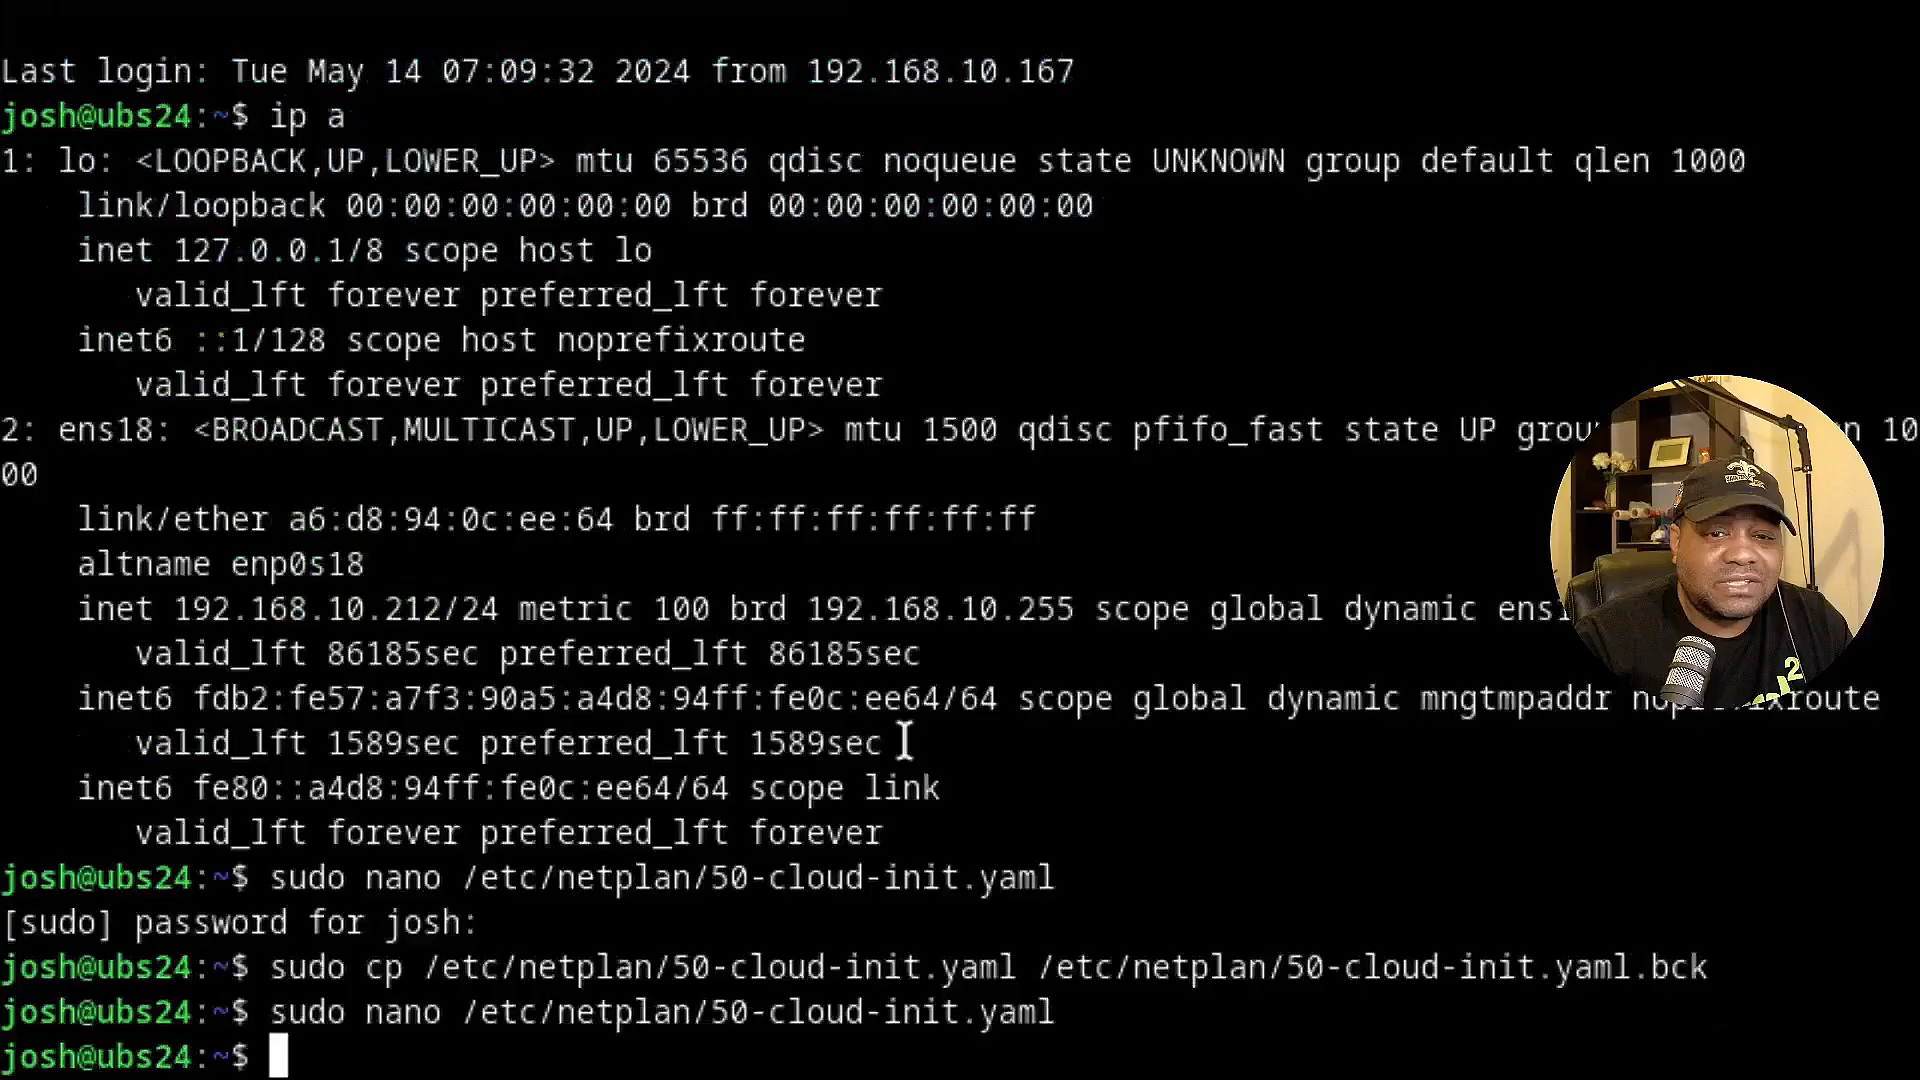 Last login: Tue May 14 07:09:32 2024 from 192.168.10.167
josh@ubs24:~$ ip a
1: lo: <LOOPBACK,UP,LOWER_UP> mtu 65536 qdisc noqueue state UNKNOWN group default qlen 1000
link/loopback 00:00:00:00:00:00 brd 00:00:00:00:00:00
inet 127.0.0.1/8 scope host lo
valid_lft forever preferred_lft forever
inet6 ::1/128 scope host noprefixroute
valid_lft forever preferred_lft forever
2: ens18: <BROADCAST,MULTICAST,UP,LOWER_UP> mtu 1500 qdisc pfifo_fast state UP 10
00
link/ether a6:d8:94:0c:ee:64 brd ff:ff:ff:ff:ff:ff
altname enp0s18
inet 192.168.10.212/24 metric 100 brd 192.168.10.255 scope global dynamic
valid_lft 86185sec preferred_lft 86185sec
inet6 fdb2:fe57:a7f3:90a5:a4d8:94ff:fe0c:ee64/64 scope global dynamic mngtmpaddr noprefixroute
valid_lft 1589sec preferred_lft 1589sec
inet6 fe80::a4d8:94ff:fe0c:ee64/64 scope link
valid_lft forever preferred_lft forever
josh@ubs24:~$ sudo nano /etc/netplan/50-cloud-init.yaml
[sudo] password for josh:
josh@ubs24:~$ sudo cp /etc/netplan/50-cloud-init.yaml /etc/netplan/50-cloud-init.yaml.bck
josh@ubs24:~$ sudo nano /etc/netplan/50-cloud-init.yaml
josh@ubs24:~$